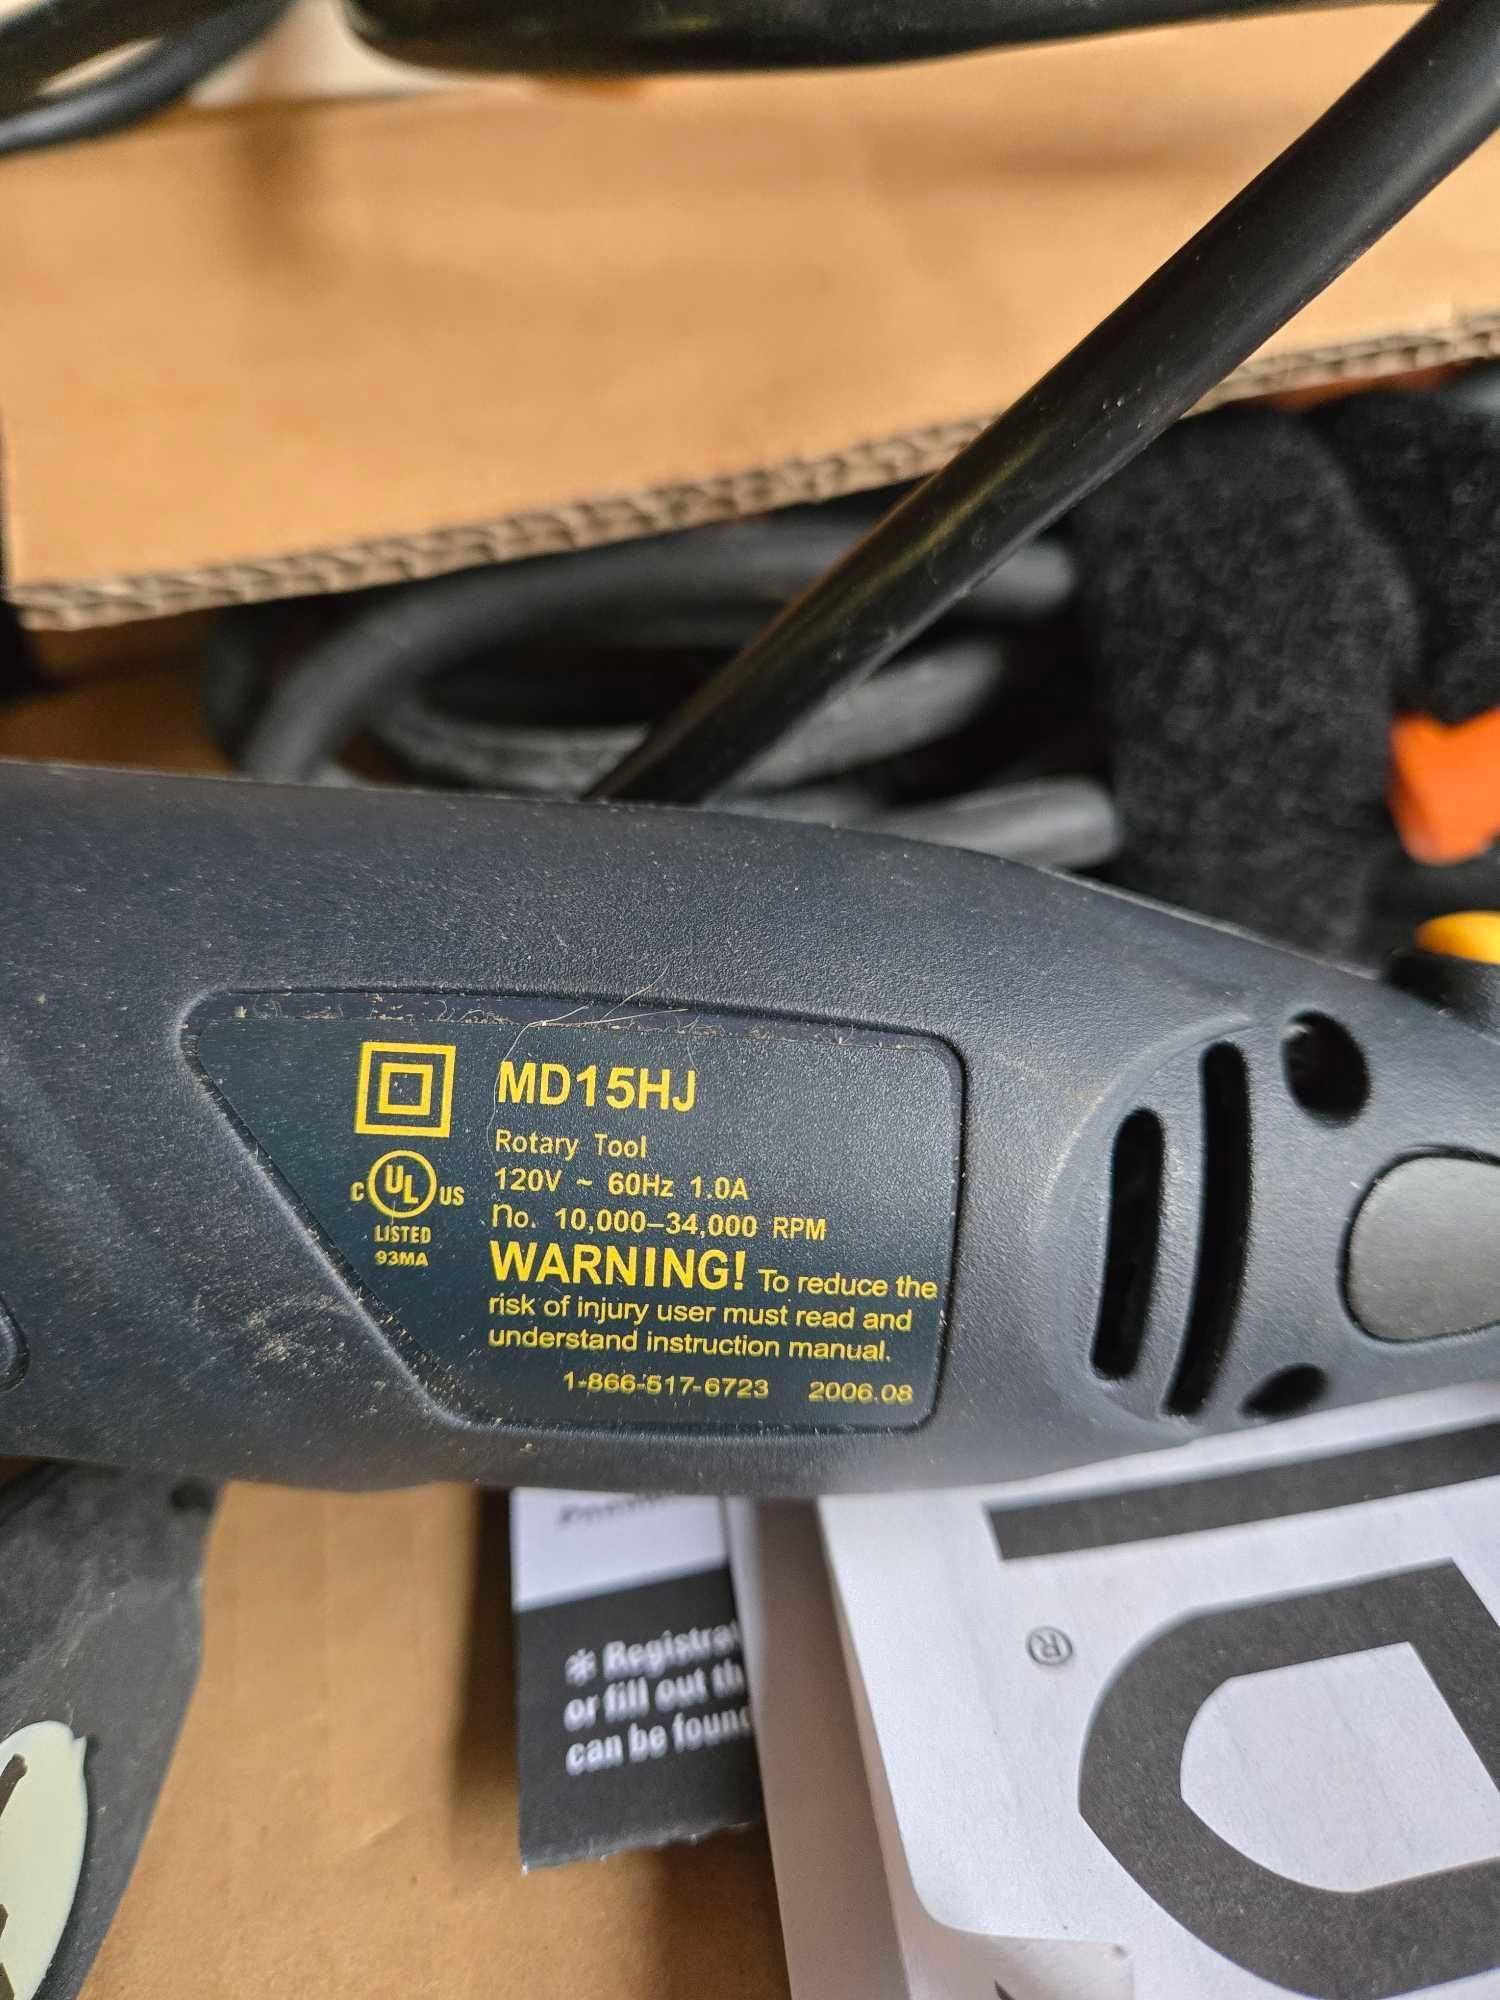 MD15HJ
Rotary Tool
120V ~ 60Hz 1.0A
no. 10,000–34,000 RPM
WARNING! To reduce the
risk of injury user must read and
understand instruction manual.
1-866-517-6723 2006.08
C UL US
LISTED
93MA
* Registra
or fill out th
can be found
®